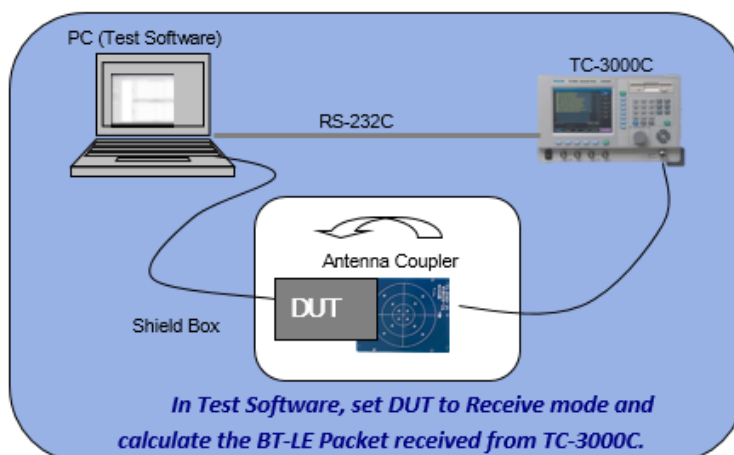 PC (Test Software)
TC-3000C
RS-232C
Antenna Coupler
DUT
Shield Box
In Test Software, set DUT to Receive mode and
calculate the BT-LE Packet received from TC-3000C.